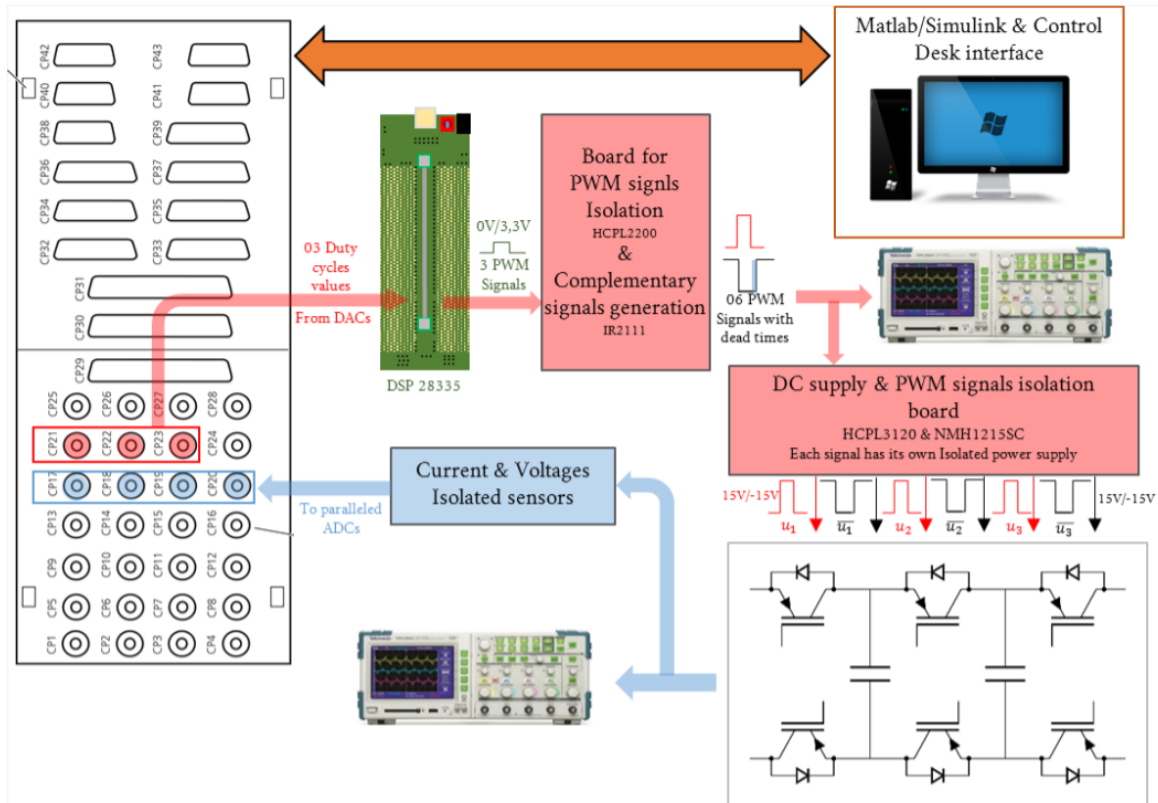 CP42
CP43
CP40
CP41
CP38
CP39
CP36
CP37
CP34
CP35
CP32
CP33
CP31
CP30
CP29
CP25
CP26
CP27
CP28
CP21
CP22
CP23
CP24
CP17
CP18
CP19
CP20
CP13
CP14
CP15
CP16
CP9
CP10
CP11
CP12
CP5
CP6
CP7
CP8
CP1
CP2
CP3
CP4
Matlab/Simulink & Control
Desk interface
03 Duty
cycles
values
From DACs
DSP 28335
0V/3,3V
3 PWM
Signals
Board for
PWM signls
Isolation
HCPL2200
&
Complementary
signals generation
IR2111
06 PWM
Signals with
dead times
Tektronix
DC supply & PWM signals isolation
board
HCPL3120 & NMH1215SC
Each signal has its own Isolated power supply
15V/-15V
15V/-15V
u₁ u̅₁ u₂ u̅₂ u₃ u̅₃
Current & Voltages
Isolated sensors
To paralleled
ADCs
Tektronix